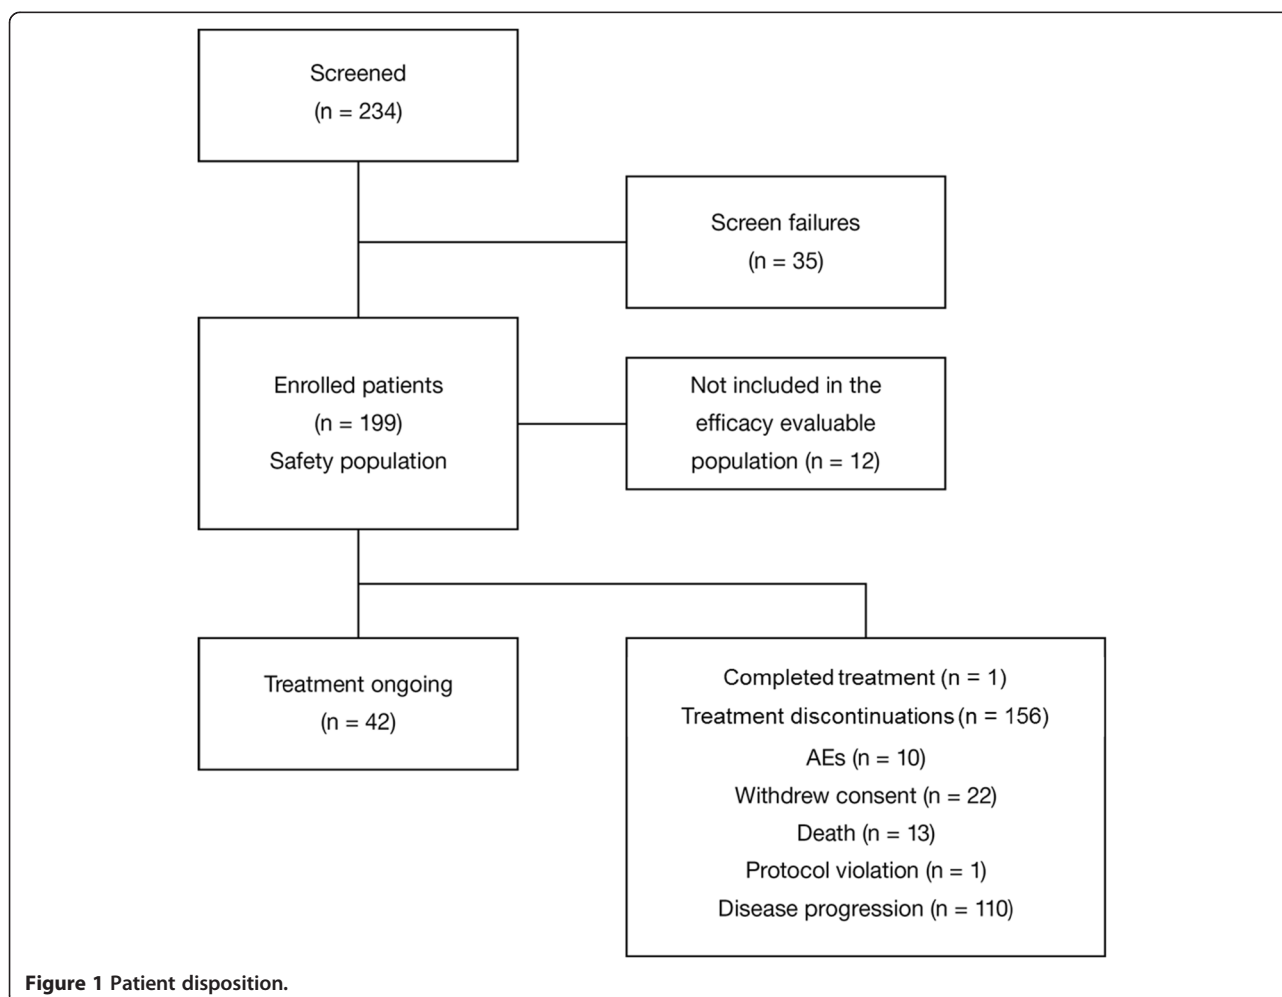 Screened
(n = 234)
Screen failures
(n = 35)
Enrolled patients
(n = 199)
Safety population
Not included in the
efficacy evaluable
population (n = 12)
Treatment ongoing
(n = 42)
Completed treatment (n = 1)
Treatment discontinuations (n = 156)
AEs (n = 10)
Withdrew consent (n = 22)
Death (n = 13)
Protocol violation (n = 1)
Disease progression (n = 110)
Figure 1 Patient disposition.